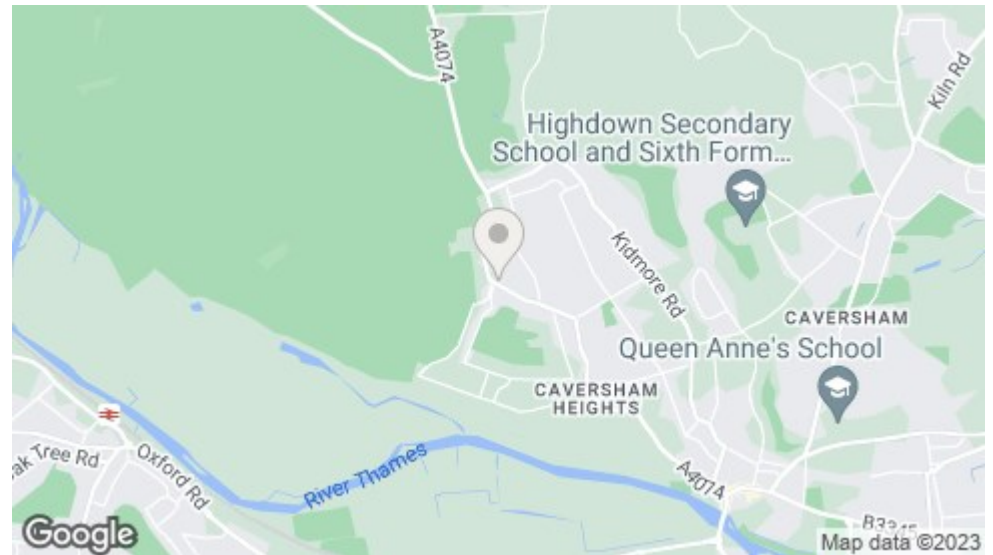 A4074
Kiln Rd
Highdown Secondary
School and Sixth Form...
Kidmore Rd
CAVERSHAM
Queen Anne's School
CAVERSHAM
HEIGHTS
ak Tree Rd
Oxford Rd
River Thames
A4074
B3345
Google
Map data ©2023